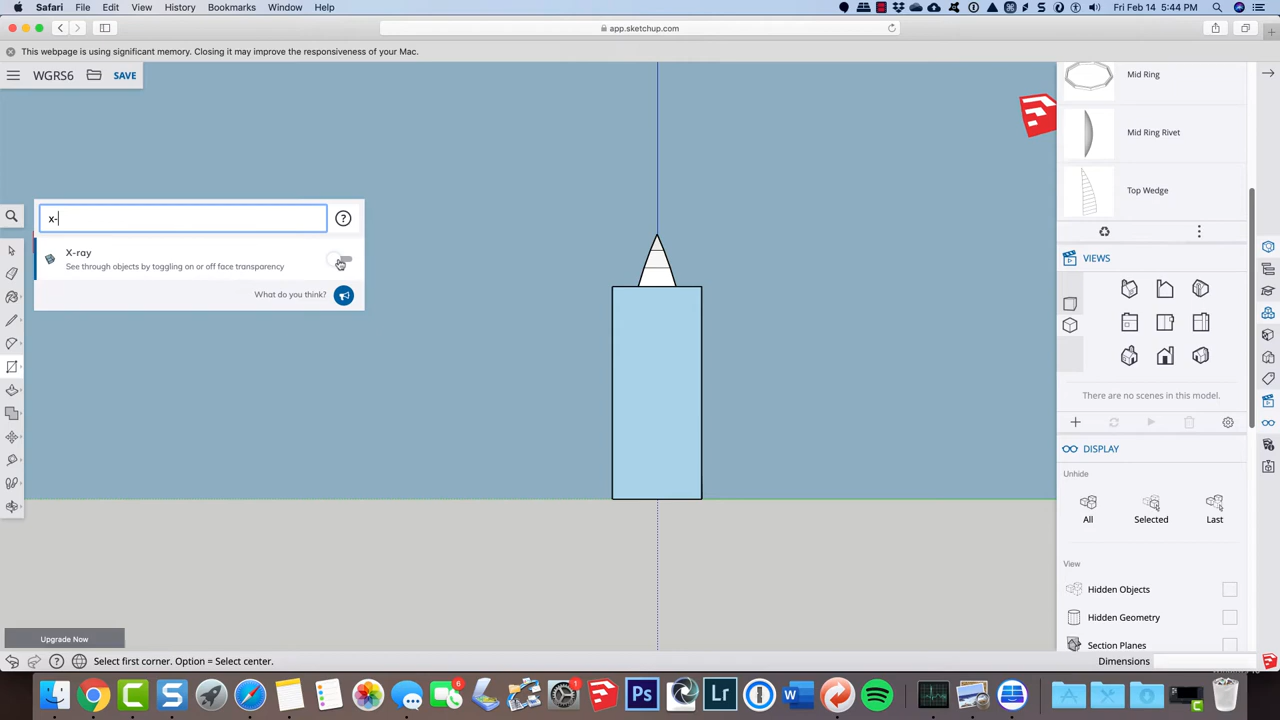 Safari File Edit View History Bookmarks Window Help
Fri Feb 14 5:44 PM
app.sketchup.com
This webpage is using significant memory. Closing it may improve the responsiveness of your Mac.
WGRS6 SAVE
Mid Ring
Mid Ring Rivet
Top Wedge
x-
X-ray
See through objects by toggling on or off face transparency
What do you think?
VIEWS
There are no scenes in this model.
DISPLAY
Unhide
All Selected Last
View
Hidden Objects
Hidden Geometry
Section Planes
Upgrade Now
Select first corner. Option = Select center.
Dimensions
6
1
Ps
Lr